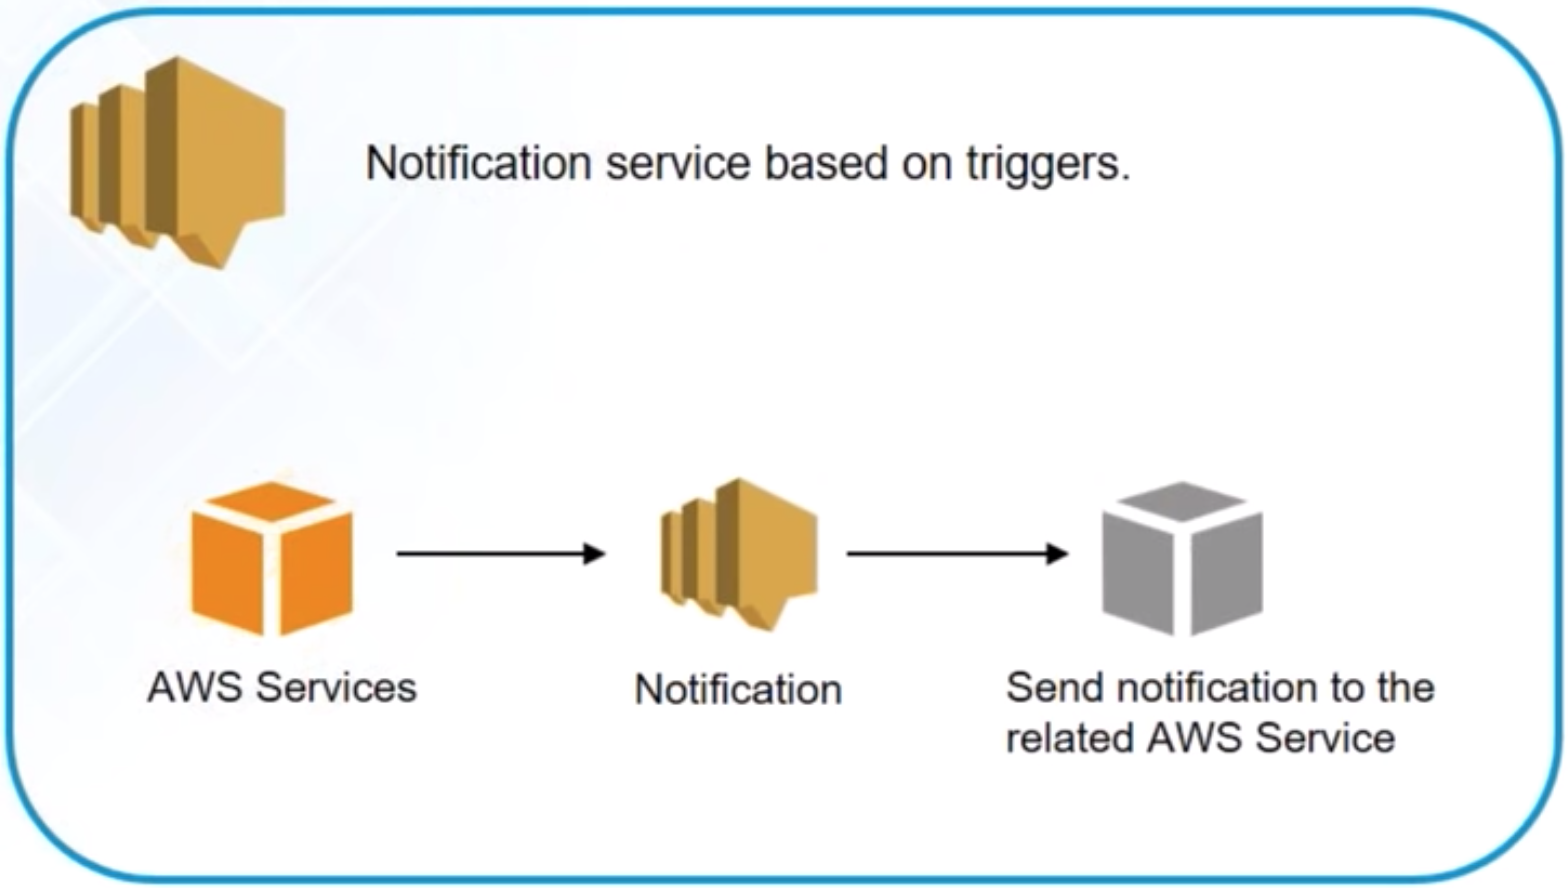 Notification service based on triggers.
AWS Services
Notification
Send notification to the
related AWS Service